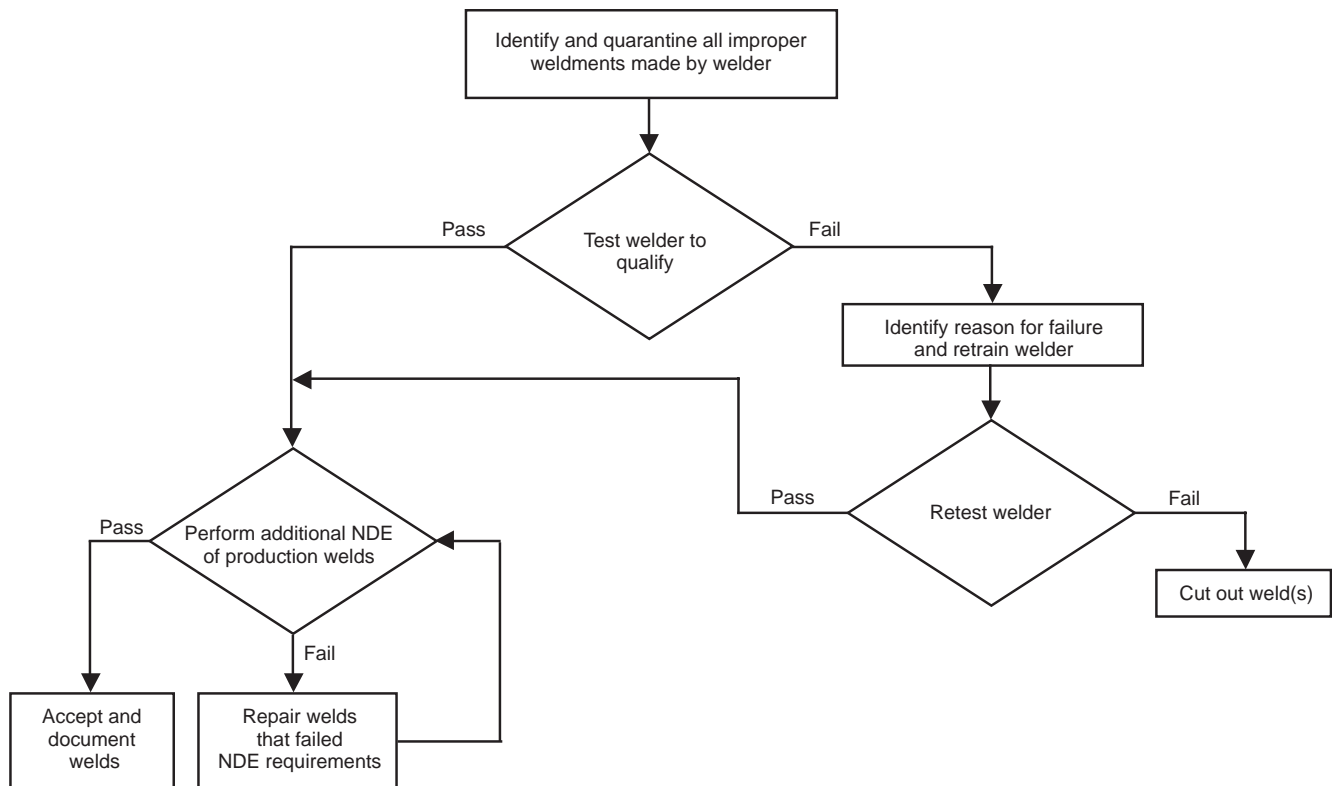 Identify and quarantine all improper
weldments made by welder
Pass
Fail
Test welder to
qualify
Identify reason for failure
and retrain welder
Pass
Fail
Retest welder
Pass
Perform additional NDE
of production welds
Cut out weld(s)
Fail
Accept and
document
welds
Repair welds
that failed
NDE requirements